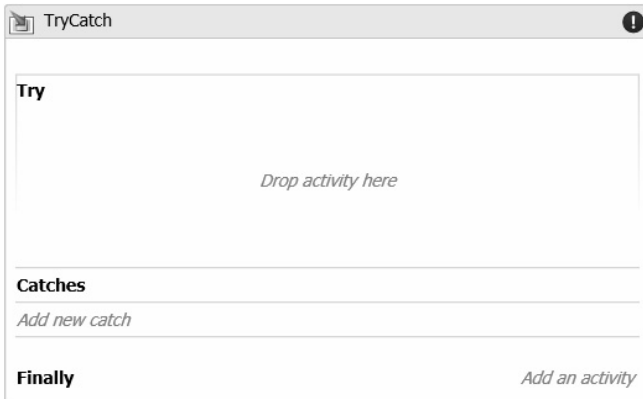 TryCatch
Try
Drop activity here
Catches
Add new catch
Finally Add an activity